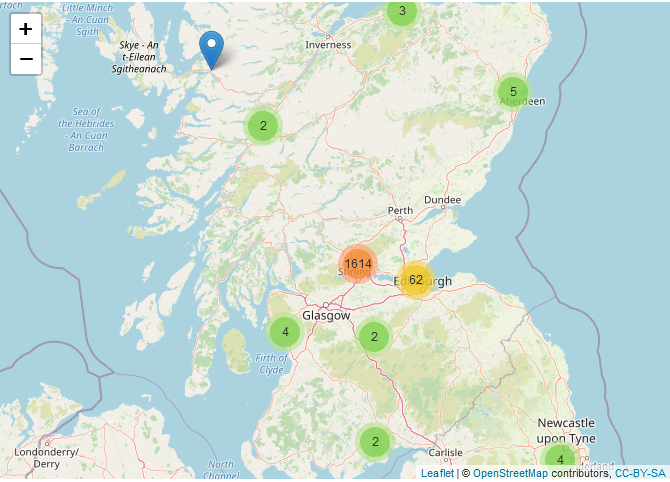 +
−
Little Minch
- An Cuan
Sgith
Skye - An
t-Eilean
Sgitheanach
Inverness
3
5
Aberdeen
Sea of
the Hebrides
- An Cuan
Barrach
2
Dundee
Perth
1614
Stirling
62
Edinburgh
Glasgow
4
2
Firth of
Clyde
Newcastle
upon Tyne
2
Carlisle
4
Londonderry/
Derry
North
Channel
Leaflet | © OpenStreetMap contributors, CC-BY-SA